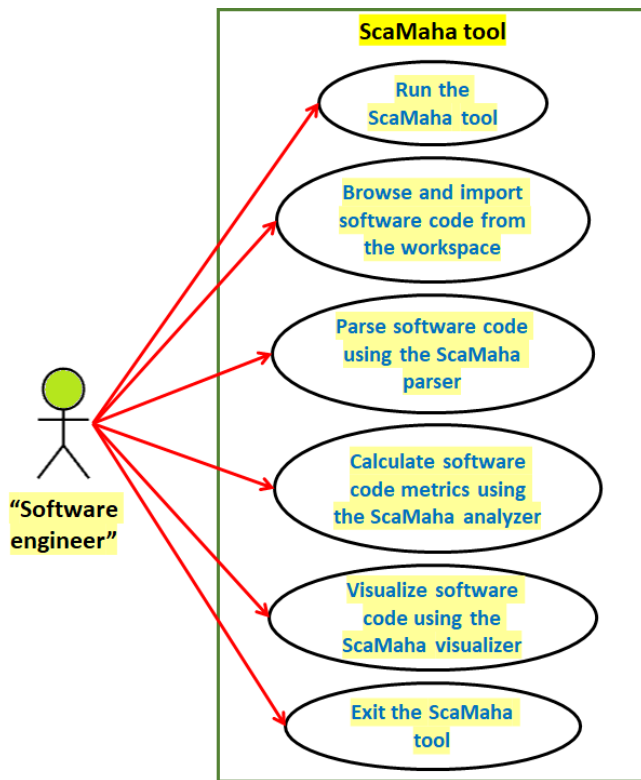 ScaMaha tool
Run the
ScaMaha tool
Browse and import
software code from
the workspace
Parse software code
using the ScaMaha
parser
“Software
engineer”
Calculate software
code metrics using
the ScaMaha analyzer
Visualize software
code using the
ScaMaha visualizer
Exit the ScaMaha
tool